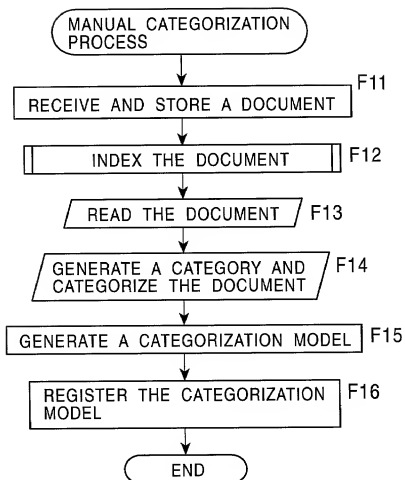 MANUAL CATEGORIZATION
PROCESS
F11
RECEIVE AND STORE A DOCUMENT
INDEX THE DOCUMENT
F12
READ THE DOCUMENT
F13
GENERATE A CATEGORY AND
CATEGORIZE THE DOCUMENT
F14
GENERATE A CATEGORIZATION MODEL
F15
REGISTER THE CATEGORIZATION
MODEL
F16
END